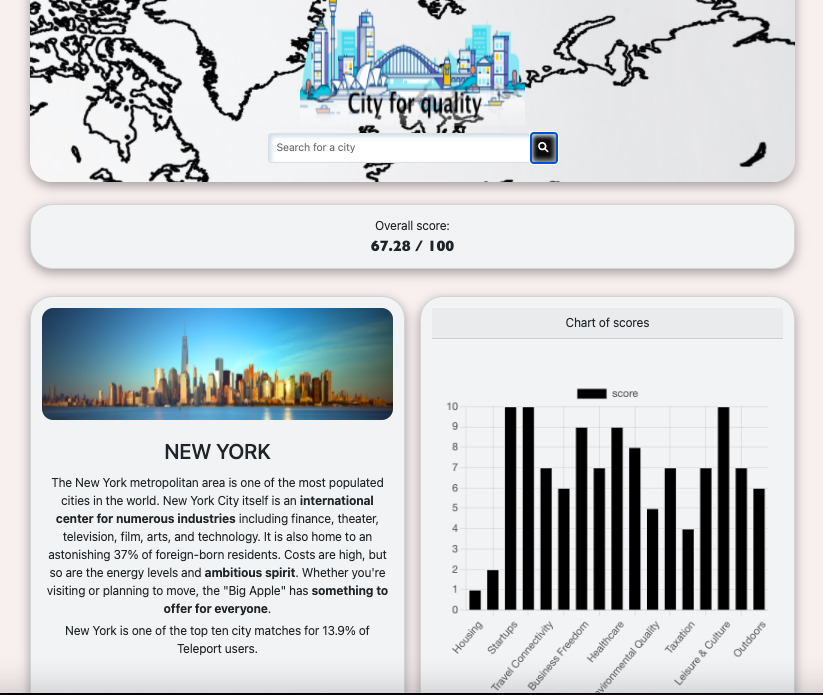 City for quality
Search for a city
Overall score:
67.28 / 100
NEW YORK
The New York metropolitan area is one of the most populated
cities in the world. New York City itself is an international
center for numerous industries including finance, theater,
television, film, arts, and technology. It is also home to an
astonishing 37% of foreign-born residents. Costs are high, but
so are the energy levels and ambitious spirit. Whether you're
visiting or planning to move, the "Big Apple" has something to
offer for everyone.
New York is one of the top ten city matches for 13.9% of
Teleport users.
Chart of scores
score
10
9
8
7
6
5
4
3
2
1
0
Housing
Startups
Travel Connectivity
Business Freedom
Healthcare
vironmental Quality
Taxation
Leisure & Culture
Outdoors